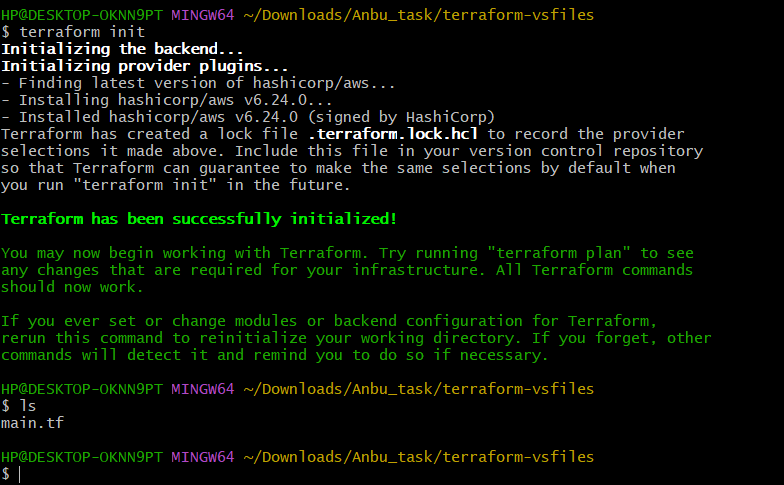 HP@DESKTOP-OKNN9PT MINGW64 ~/Downloads/Anbu_task/terraform-vsfiles
$ terraform init
Initializing the backend...
Initializing provider plugins...
- Finding latest version of hashicorp/aws...
- Installing hashicorp/aws v6.24.0...
- Installed hashicorp/aws v6.24.0 (signed by HashiCorp)
Terraform has created a lock file .terraform.lock.hcl to record the provider
selections it made above. Include this file in your version control repository
so that Terraform can guarantee to make the same selections by default when
you run "terraform init" in the future.
Terraform has been successfully initialized!
You may now begin working with Terraform. Try running "terraform plan" to see
any changes that are required for your infrastructure. All Terraform commands
should now work.
If you ever set or change modules or backend configuration for Terraform,
rerun this command to reinitialize your working directory. If you forget, other
commands will detect it and remind you to do so if necessary.
HP@DESKTOP-OKNN9PT MINGW64 ~/Downloads/Anbu_task/terraform-vsfiles
$ ls
main.tf
HP@DESKTOP-OKNN9PT MINGW64 ~/Downloads/Anbu_task/terraform-vsfiles
$